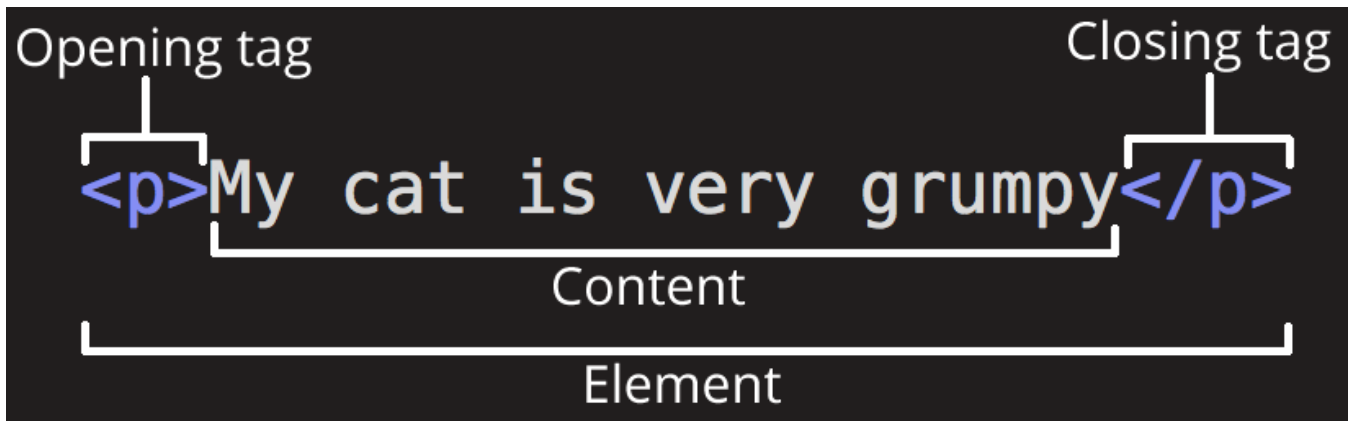 Opening tag
Closing tag
<p>My cat is very grumpy</p>
Content
Element